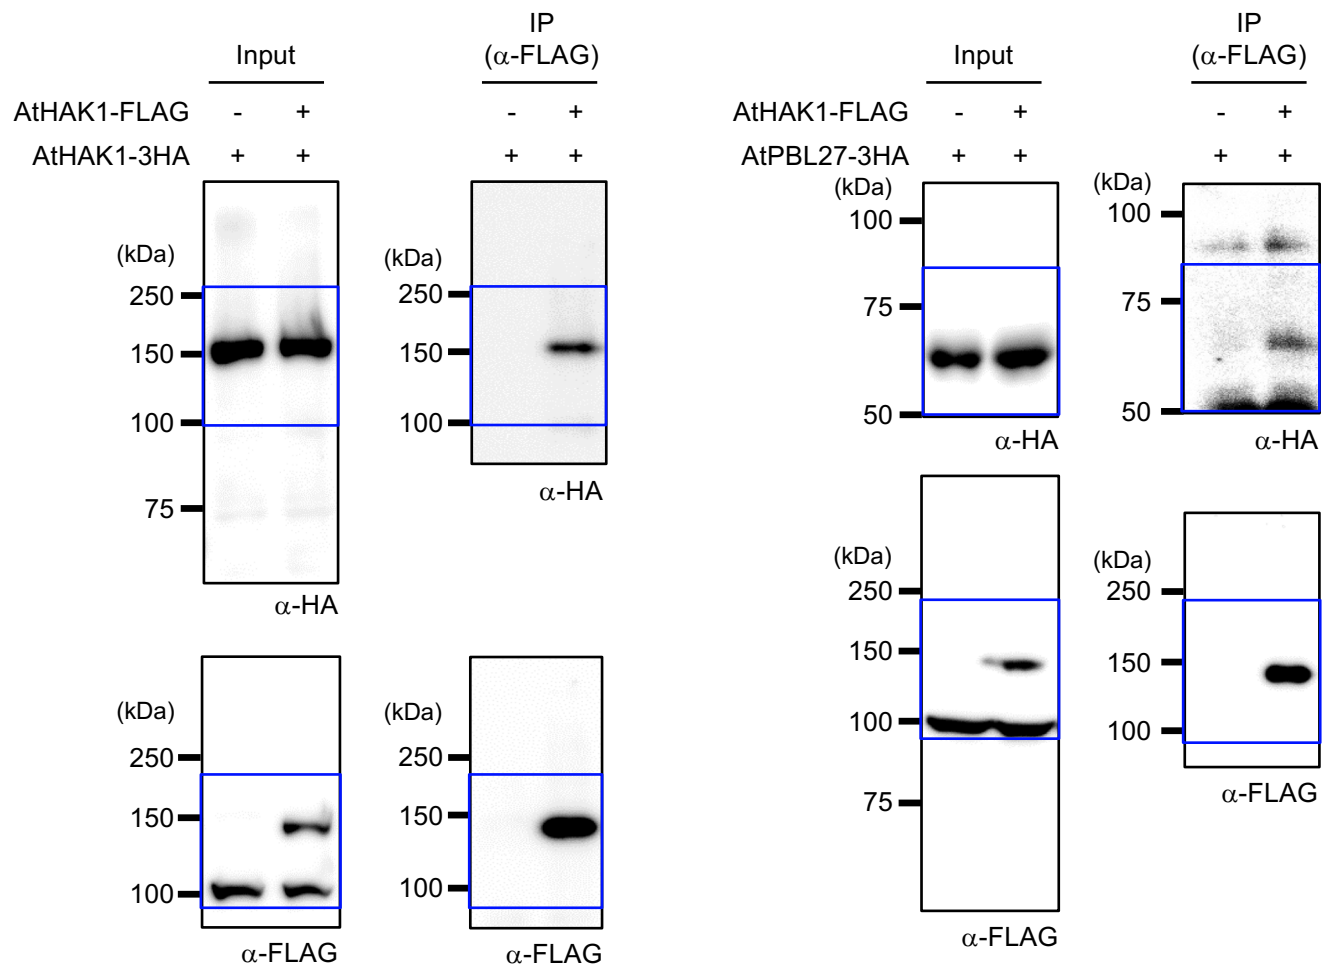 Input
IP
(α-FLAG)
AtHAK1-FLAG - + - +
AtHAK1-3HA + + + +
(kDa)
250
150
100
75
α-HA
(kDa)
250
150
100
α-HA
(kDa)
250
150
100
α-FLAG
(kDa)
250
150
100
α-FLAG
Input
IP
(α-FLAG)
AtHAK1-FLAG - + - +
AtPBL27-3HA + + + +
(kDa)
100
75
50
α-HA
(kDa)
100
75
50
α-HA
(kDa)
250
150
100
75
α-FLAG
(kDa)
250
150
100
α-FLAG